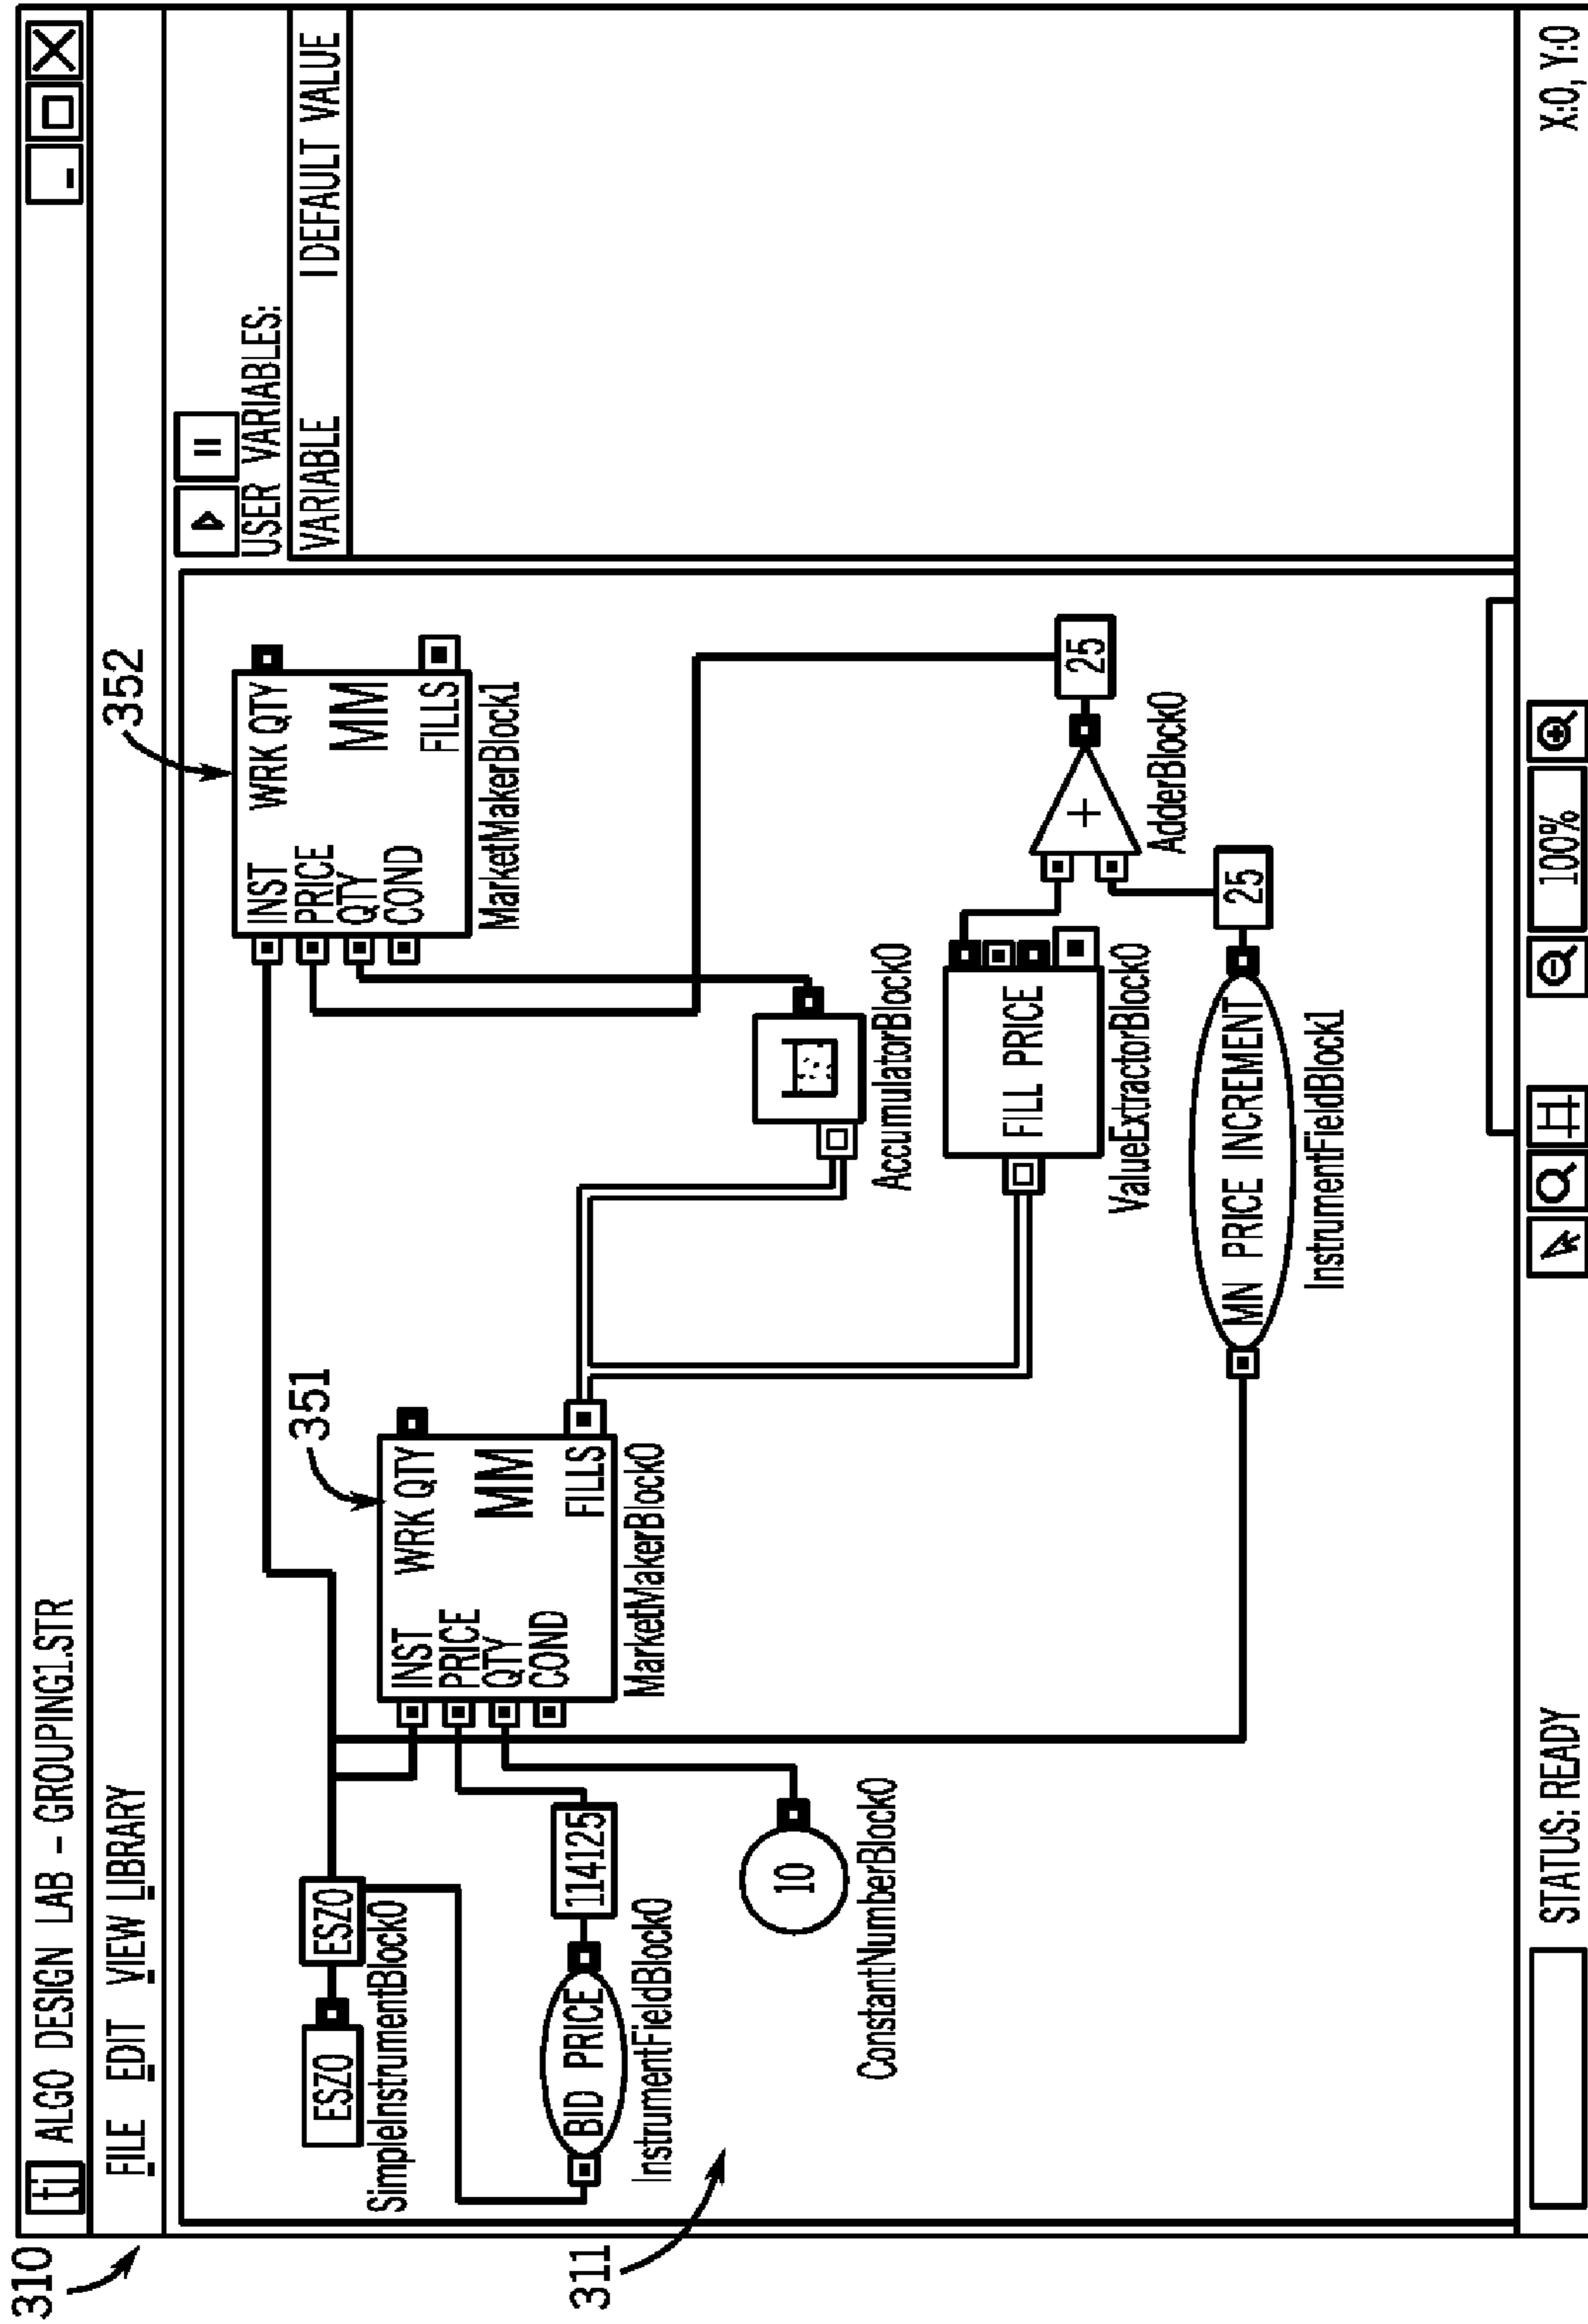 310
ti ALGO DESIGN LAB - GROUPING1.STR
FILE EDIT VIEW LIBRARY
352
USER VARIABLES:
VARIABLE | DEFAULT VALUE
INST WRK QTY
PRICE
QTY MM
COND
FILLS
MarketMakerBlock1
351
ESZ0
ESZ0
SimpleInstrumentBlock0
INST WRK QTY
PRICE
QTY MM
COND
FILLS
MarketMakerBlock0
BID PRICE
114125
InstrumentFieldBlock0
10
ConstantNumberBlock0
AccumulatorBlock0
FILL PRICE
ValueExtractorBlock0
+
25
AdderBlock0
MN PRICE INCREMENT
25
InstrumentFieldBlock1
311
STATUS: READY
100%
X:0, Y:0